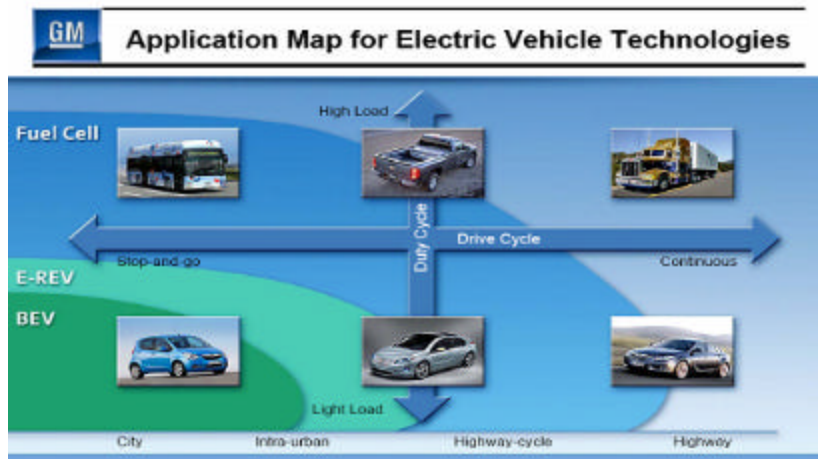 GM
Application Map for Electric Vehicle Technologies
High Load
Fuel Cell
Duty Cycle
Drive Cycle
Stop-and-go
Continuous
E-REV
BEV
Light Load
City
Intra-urban
Highway-cycle
Highway